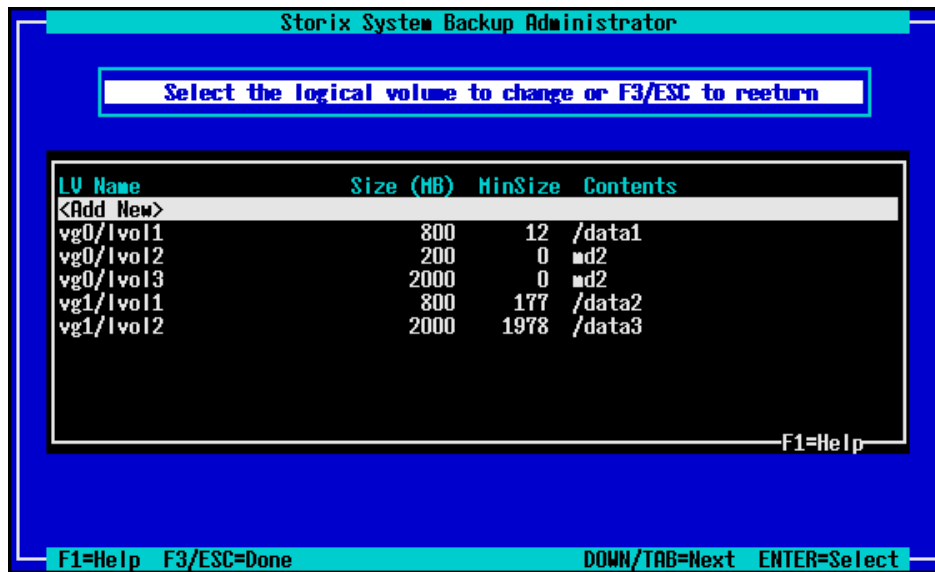 Storix System Backup Administrator
Select the logical volume to change or F3/ESC to reeturn
LV Name Size (MB) MinSize Contents
<Add New>
vg0/lvol1 800 12 /data1
vg0/lvol2 200 0 md2
vg0/lvol3 2000 0 md2
vg1/lvol1 800 177 /data2
vg1/lvol2 2000 1978 /data3
F1=Help
F1=Help F3/ESC=Done DOWN/TAB=Next ENTER=Select